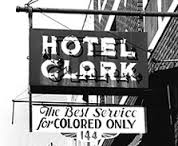 HOTEL
CLARK
The Best Service
for COLORED ONLY
144